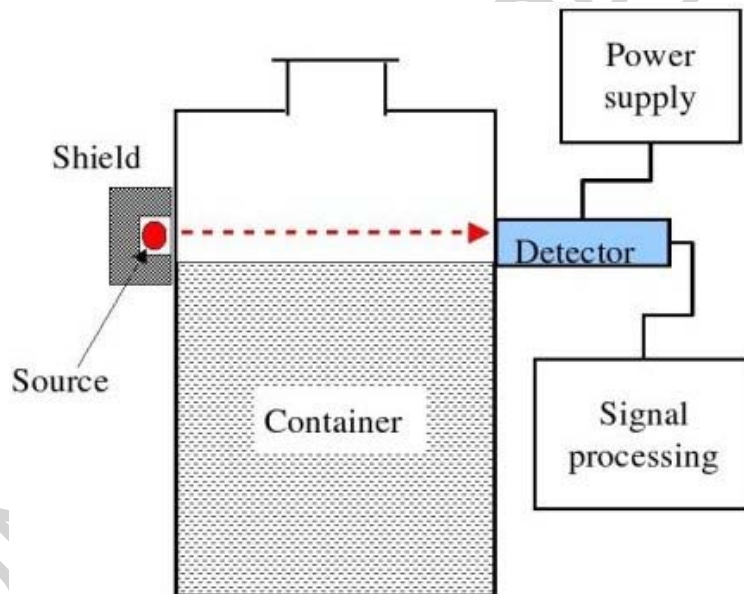 Power
supply
Shield
Detector
Source
Container
Signal
processing